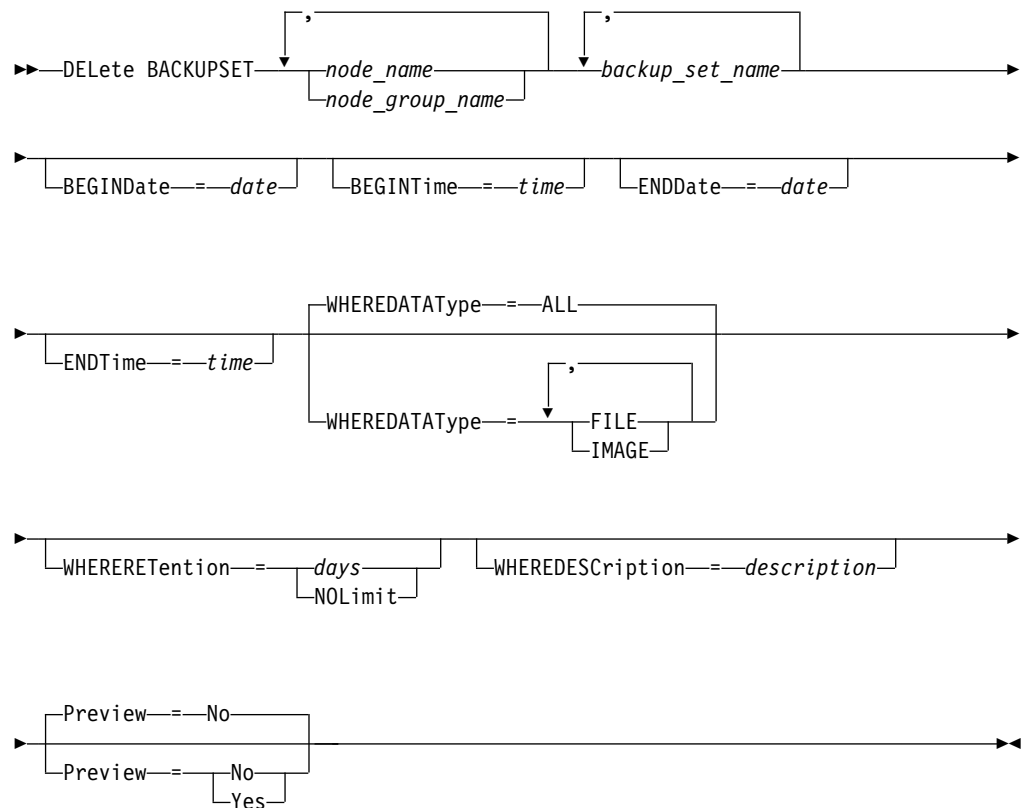 , ,
DELete BACKUPSET node_name backup_set_name
node_group_name
BEGINDate = date BEGINTime = time ENDDate = date
WHEREDATAType = ALL
ENDTime = time
,
WHEREDATAType = FILE
IMAGE
WHERERETention = days WHEREDESCription = description
NOLimit
Preview = No
Preview = No
Yes